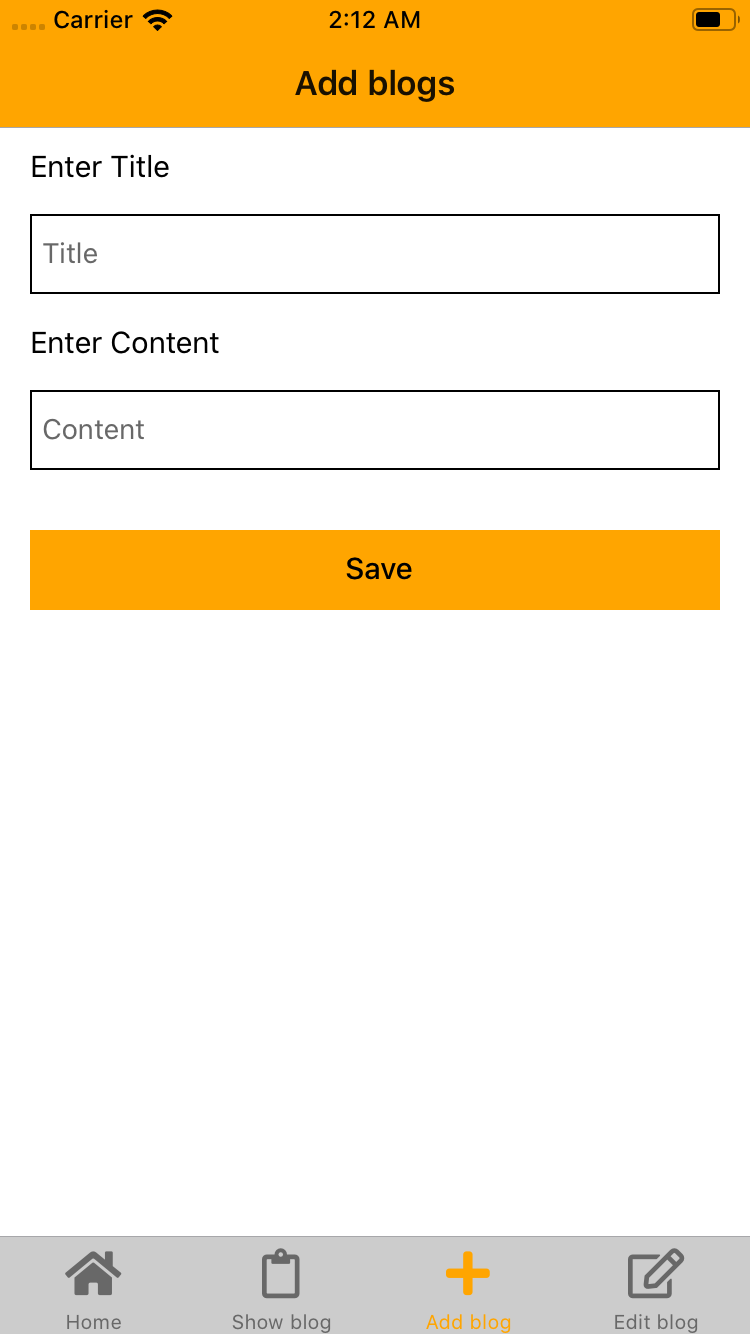 Carrier 2:12 AM
Add blogs
Enter Title
Title
Enter Content
Content
Save
Home Show blog Add blog Edit blog